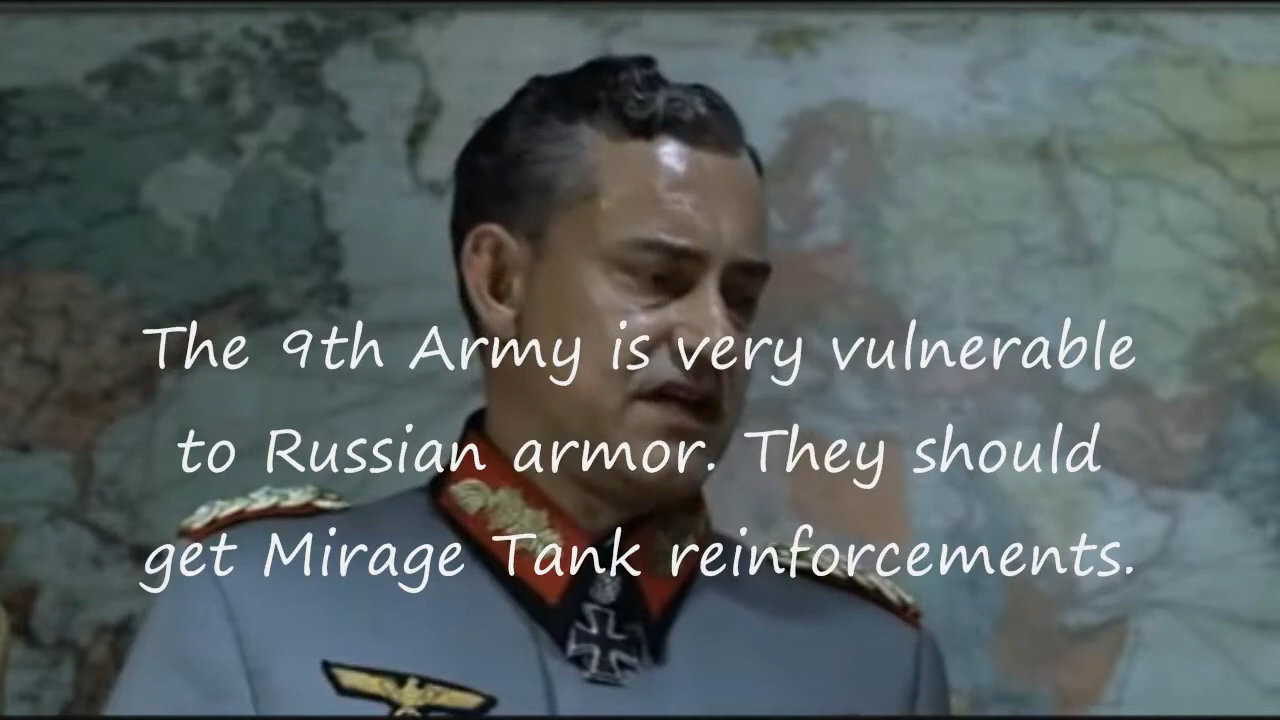 The 9th Army is very vulnerable
to Russian armor. They should
get Mirage Tank reinforcements.